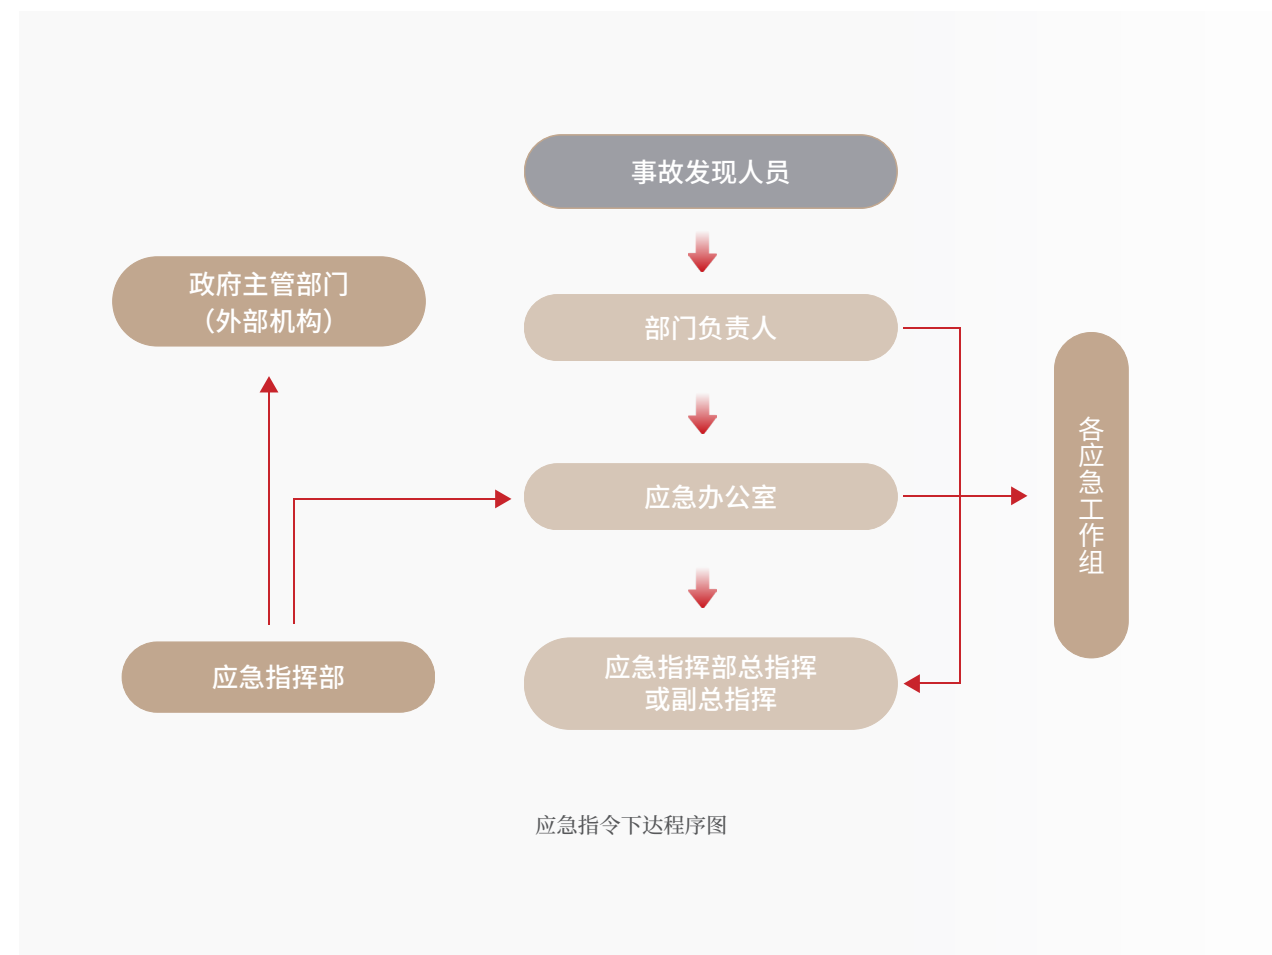 事故发现人员
政府主管部门
（外部机构）
部门负责人
各应急工作组
应急办公室
应急指挥部
应急指挥部总指挥
或副总指挥
应急指令下达程序图